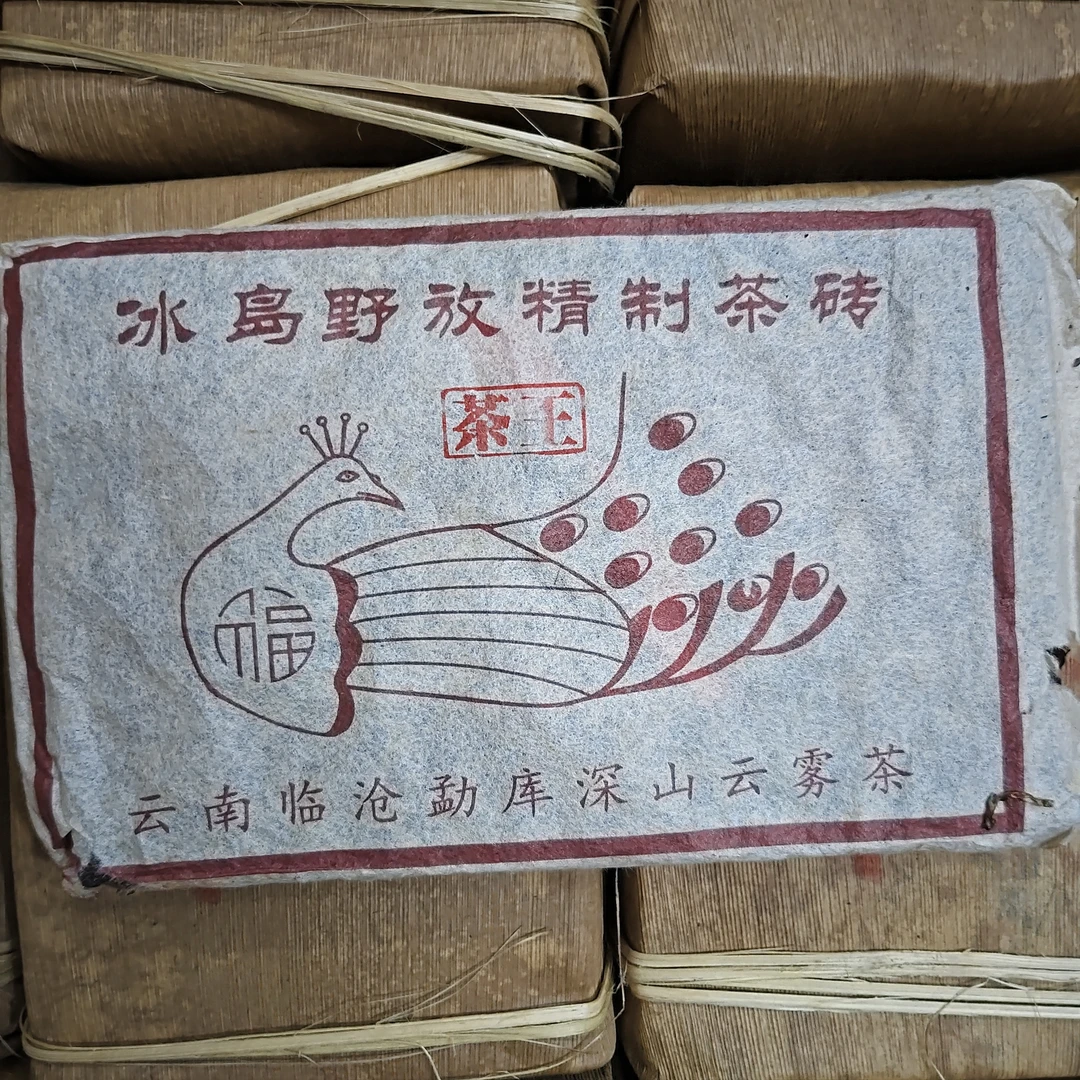 冰岛野放精制茶砖
茶王
福
云南临沧勐库深山云雾茶